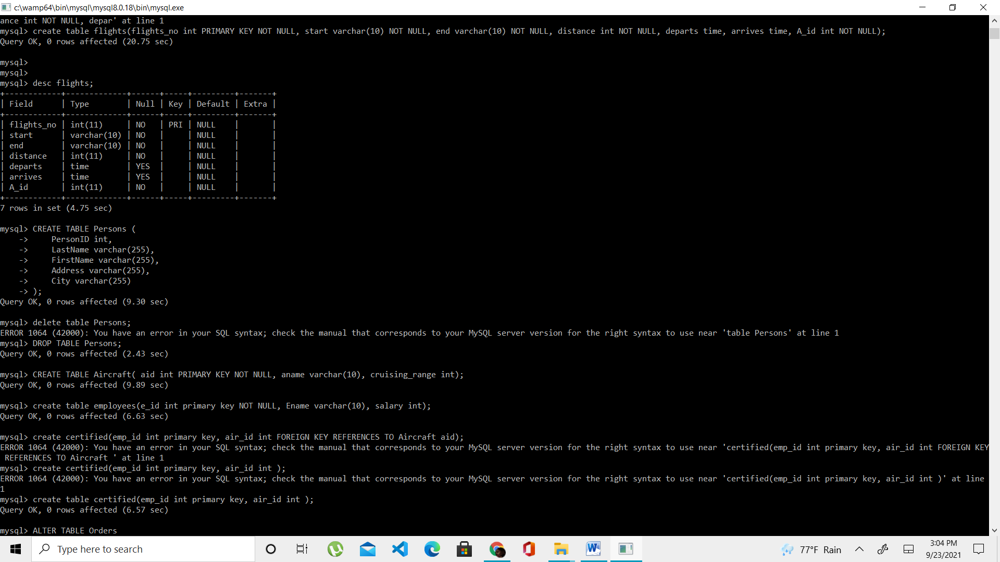 c:\wamp64\bin\mysql\mysql8.0.18\bin\mysql.exe
ance int NOT NULL, depar' at line 1
mysql> create table flights(flights_no int PRIMARY KEY NOT NULL, start varchar(10) NOT NULL, end varchar(10) NOT NULL, distance int NOT NULL, departs time, arrives time, A_id int NOT NULL);
Query OK, 0 rows affected (20.75 sec)
mysql>
mysql>
mysql> desc flights;
+------------+-------------+------+-----+---------+-------+
| Field      | Type        | Null | Key | Default | Extra |
+------------+-------------+------+-----+---------+-------+
| flights_no | int(11)     | NO   | PRI | NULL    |       |
| start      | varchar(10) | NO   |     | NULL    |       |
| end        | varchar(10) | NO   |     | NULL    |       |
| distance   | int(11)     | NO   |     | NULL    |       |
| departs    | time        | YES  |     | NULL    |       |
| arrives    | time        | YES  |     | NULL    |       |
| A_id       | int(11)     | NO   |     | NULL    |       |
+------------+-------------+------+-----+---------+-------+
7 rows in set (4.75 sec)
mysql> CREATE TABLE Persons (
    ->     PersonID int,
    ->     LastName varchar(255),
    ->     FirstName varchar(255),
    ->     Address varchar(255),
    ->     City varchar(255)
    -> );
Query OK, 0 rows affected (9.30 sec)
mysql> delete table Persons;
ERROR 1064 (42000): You have an error in your SQL syntax; check the manual that corresponds to your MySQL server version for the right syntax to use near 'table Persons' at line 1
mysql> DROP TABLE Persons;
Query OK, 0 rows affected (2.43 sec)
mysql> CREATE TABLE Aircraft( aid int PRIMARY KEY NOT NULL, aname varchar(10), cruising_range int);
Query OK, 0 rows affected (9.89 sec)
mysql> create table employees(e_id int primary key NOT NULL, Ename varchar(10), salary int);
Query OK, 0 rows affected (6.63 sec)
mysql> create certified(emp_id int primary key, air_id int FOREIGN KEY REFERENCES TO Aircraft aid);
ERROR 1064 (42000): You have an error in your SQL syntax; check the manual that corresponds to your MySQL server version for the right syntax to use near 'certified(emp_id int primary key, air_id int FOREIGN KEY
 REFERENCES TO Aircraft ' at line 1
mysql> create certified(emp_id int primary key, air_id int );
ERROR 1064 (42000): You have an error in your SQL syntax; check the manual that corresponds to your MySQL server version for the right syntax to use near 'certified(emp_id int primary key, air_id int )' at line
1
mysql> create table certified(emp_id int primary key, air_id int );
Query OK, 0 rows affected (6.57 sec)
mysql> ALTER TABLE Orders
Type here to search
77°F Rain
3:04 PM
9/23/2021